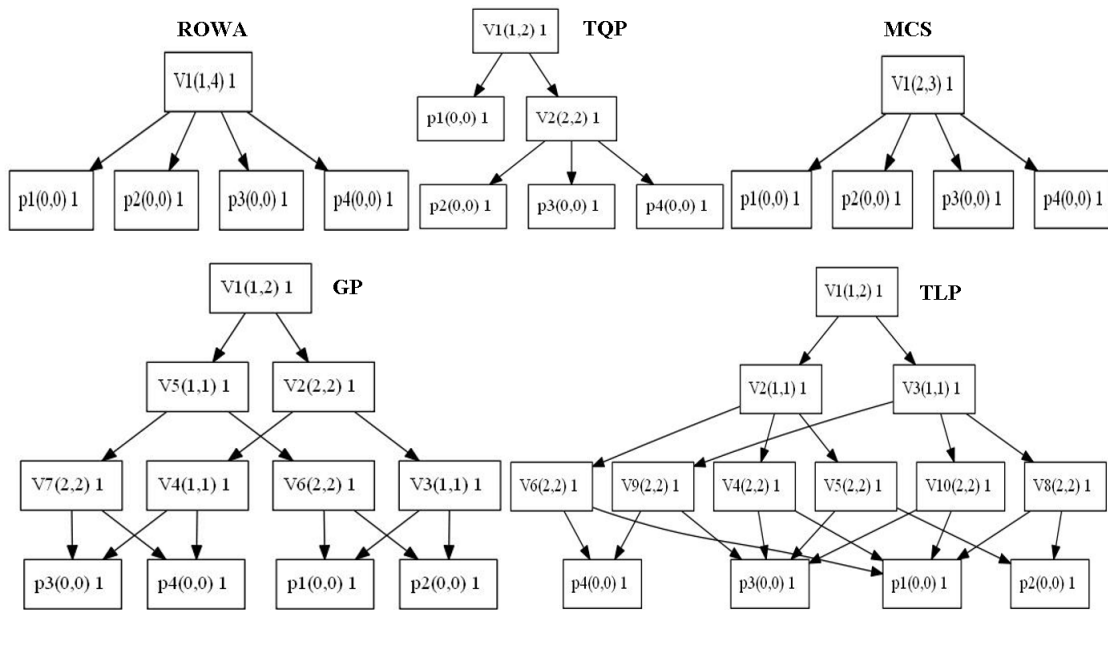 ROWA
V1(1,4) 1
p1(0,0) 1
p2(0,0) 1
p3(0,0) 1
p4(0,0) 1
TQP
V1(1,2) 1
p1(0,0) 1
V2(2,2) 1
p2(0,0) 1
p3(0,0) 1
p4(0,0) 1
MCS
V1(2,3) 1
p1(0,0) 1
p2(0,0) 1
p3(0,0) 1
p4(0,0) 1
GP
V1(1,2) 1
V5(1,1) 1
V2(2,2) 1
V7(2,2) 1
V4(1,1) 1
V6(2,2) 1
V3(1,1) 1
p3(0,0) 1
p4(0,0) 1
p1(0,0) 1
p2(0,0) 1
TLP
V1(1,2) 1
V2(1,1) 1
V3(1,1) 1
V6(2,2) 1
V9(2,2) 1
V4(2,2) 1
V5(2,2) 1
V10(2,2) 1
V8(2,2) 1
p4(0,0) 1
p3(0,0) 1
p1(0,0) 1
p2(0,0) 1